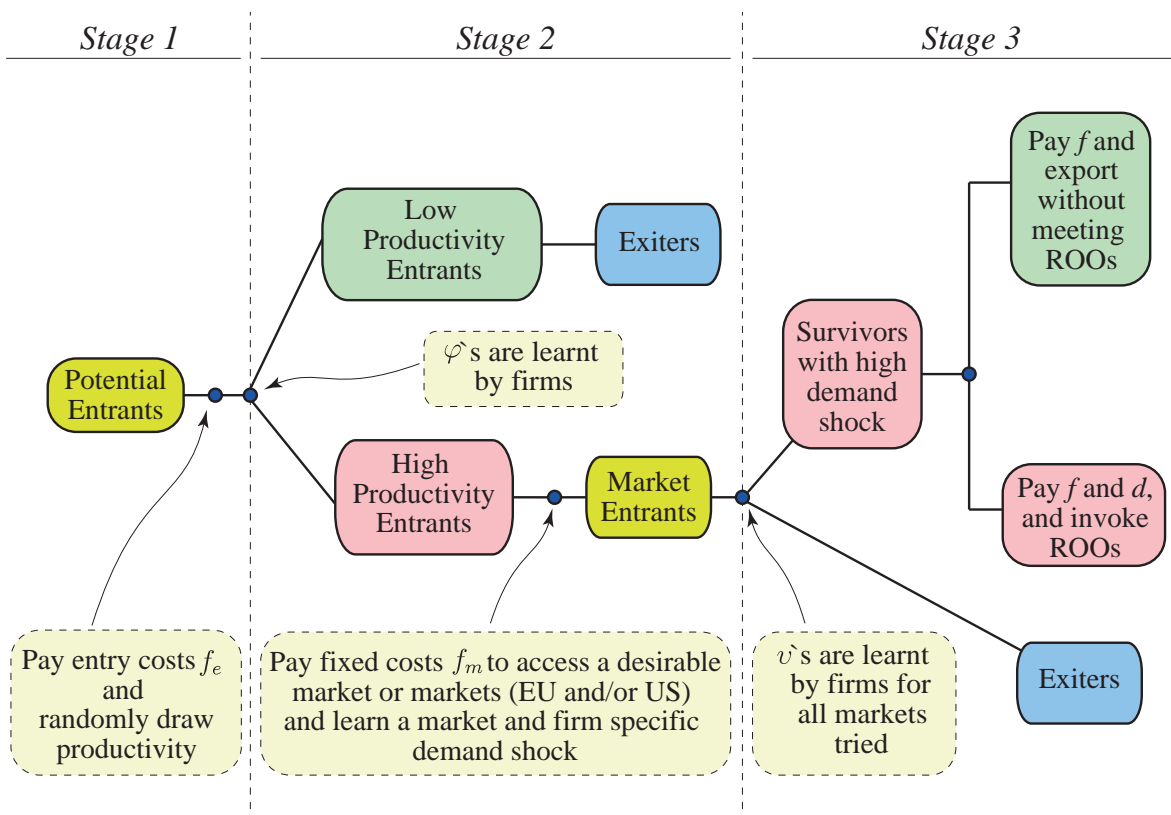 Stage 1
Stage 2
Stage 3
Potential
Entrants
Pay entry costs f_e
and
randomly draw
productivity
Low
Productivity
Entrants
Exiters
φ`s are learnt
by firms
High
Productivity
Entrants
Market
Entrants
Pay fixed costs f_m to access a desirable
market or markets (EU and/or US)
and learn a market and firm specific
demand shock
Survivors
with high
demand
shock
Pay f and
export
without
meeting
ROOs
Pay f and d,
and invoke
ROOs
υ`s are learnt
by firms for
all markets
tried
Exiters